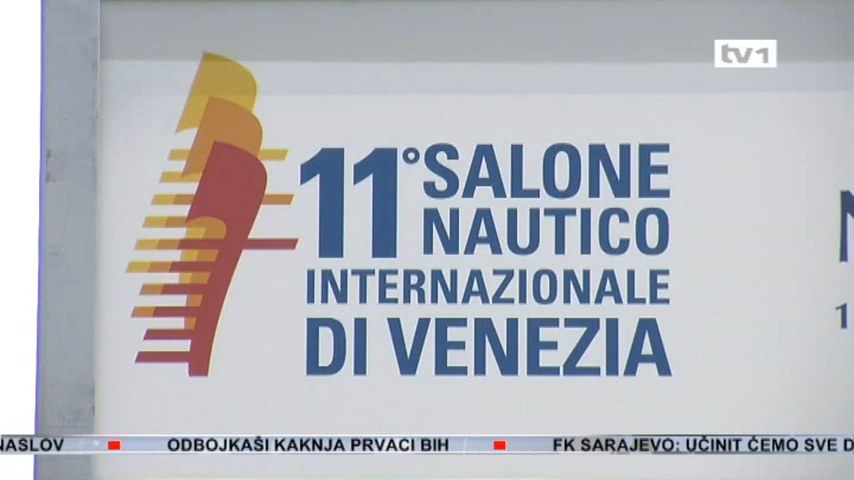 tv1
11° SALONE
NAUTICO
INTERNAZIONALE
DI VENEZIA
NASLOV ODBOJKAŠI KAKNJA PRVACI BIH FK SARAJEVO: UČINIT ĆEMO SVE D